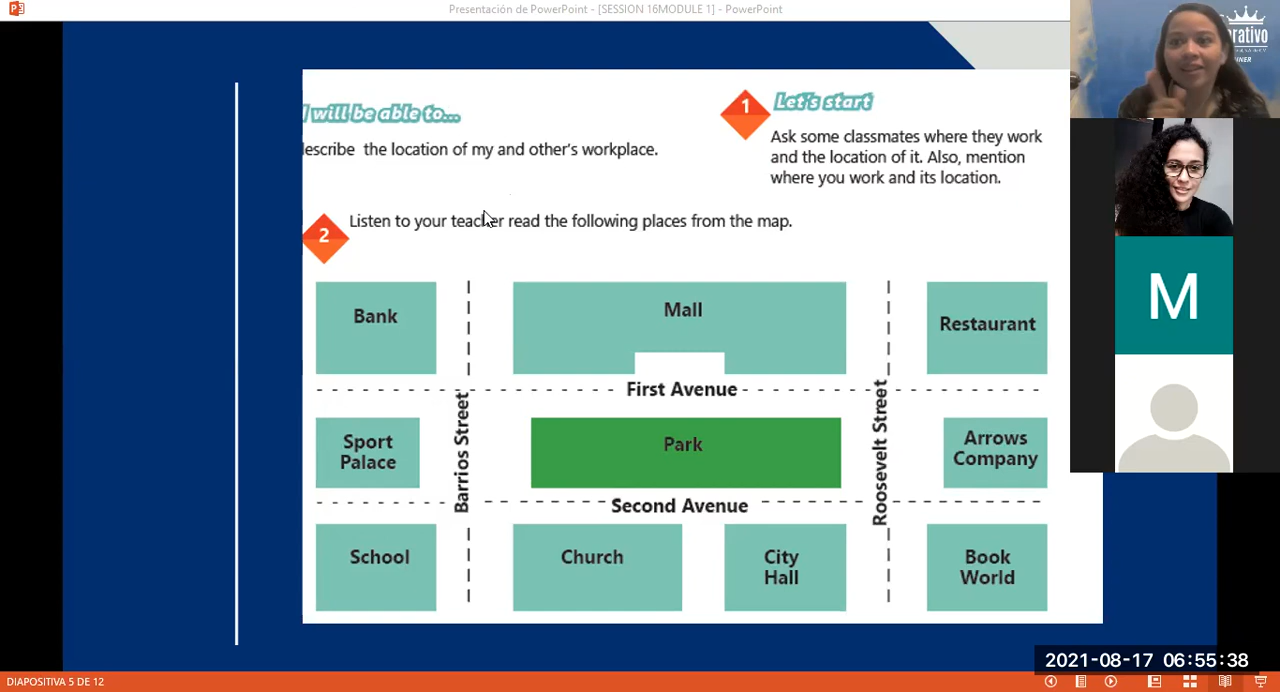 Presentación de PowerPoint - [SESSION 16MODULE 1] - PowerPoint
I will be able to...
describe the location of my and other's workplace.
1
Let's start
Ask some classmates where they work
and the location of it. Also, mention
where you work and its location.
2
Listen to your teacher read the following places from the map.
Bank
Mall
Restaurant
First Avenue
Sport
Palace
Barrios Street
Park
Roosevelt Street
Arrows
Company
Second Avenue
School
Church
City
Hall
Book
World
M
2021-08-17 06:55:38
DIAPOSITIVA 5 DE 12